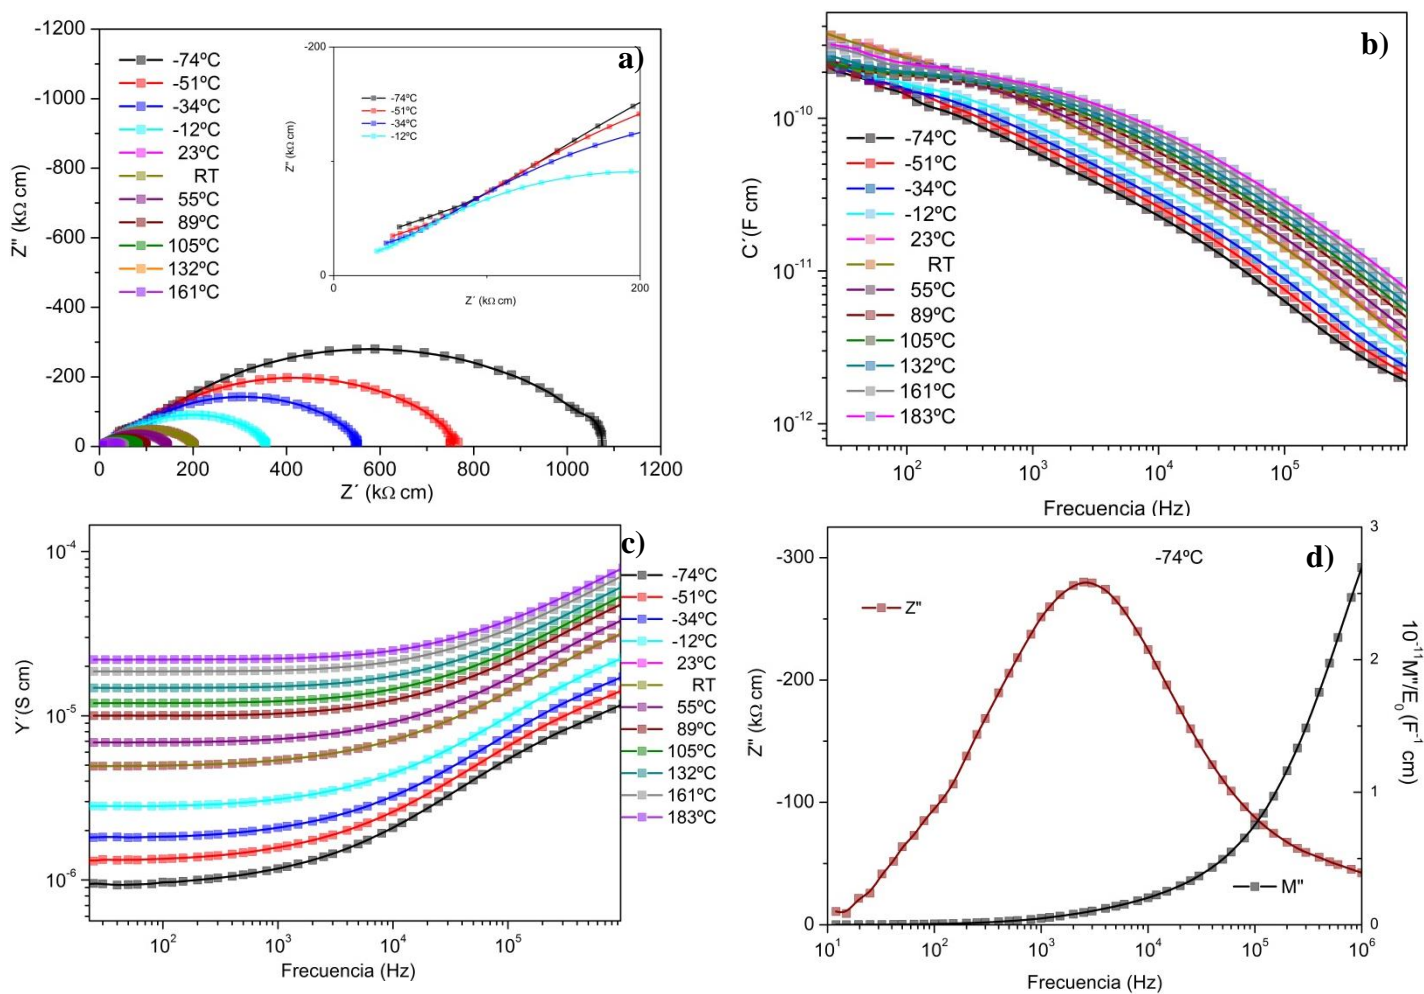 a)
-1200
-1000
-800
-600
-400
-200
0
Z" (kΩ cm)
-74ºC
-51ºC
-34ºC
-12ºC
23ºC
RT
55ºC
89ºC
105ºC
132ºC
161ºC
0 200 400 600 800 1000 1200
Z´ (kΩ cm)
-200
0
Z" (kΩ cm)
-74ºC
-51ºC
-34ºC
-12ºC
0 200
Z´ (kΩ cm)
b)
10⁻¹⁰
10⁻¹¹
10⁻¹²
C´(F cm)
-74ºC
-51ºC
-34ºC
-12ºC
23ºC
RT
55ºC
89ºC
105ºC
132ºC
161ºC
183ºC
10² 10³ 10⁴ 10⁵
Frecuencia (Hz)
c)
10⁻⁴
10⁻⁵
10⁻⁶
Y´(S cm)
-74ºC
-51ºC
-34ºC
-12ºC
23ºC
RT
55ºC
89ºC
105ºC
132ºC
161ºC
183ºC
10² 10³ 10⁴ 10⁵
Frecuencia (Hz)
d)
-74ºC
-300
-200
-100
0
Z" (kΩ cm)
Z"
M"
3
2
1
0
10⁻¹¹M"/E₀ (F⁻¹ cm)
10¹ 10² 10³ 10⁴ 10⁵ 10⁶
Frecuencia (Hz)